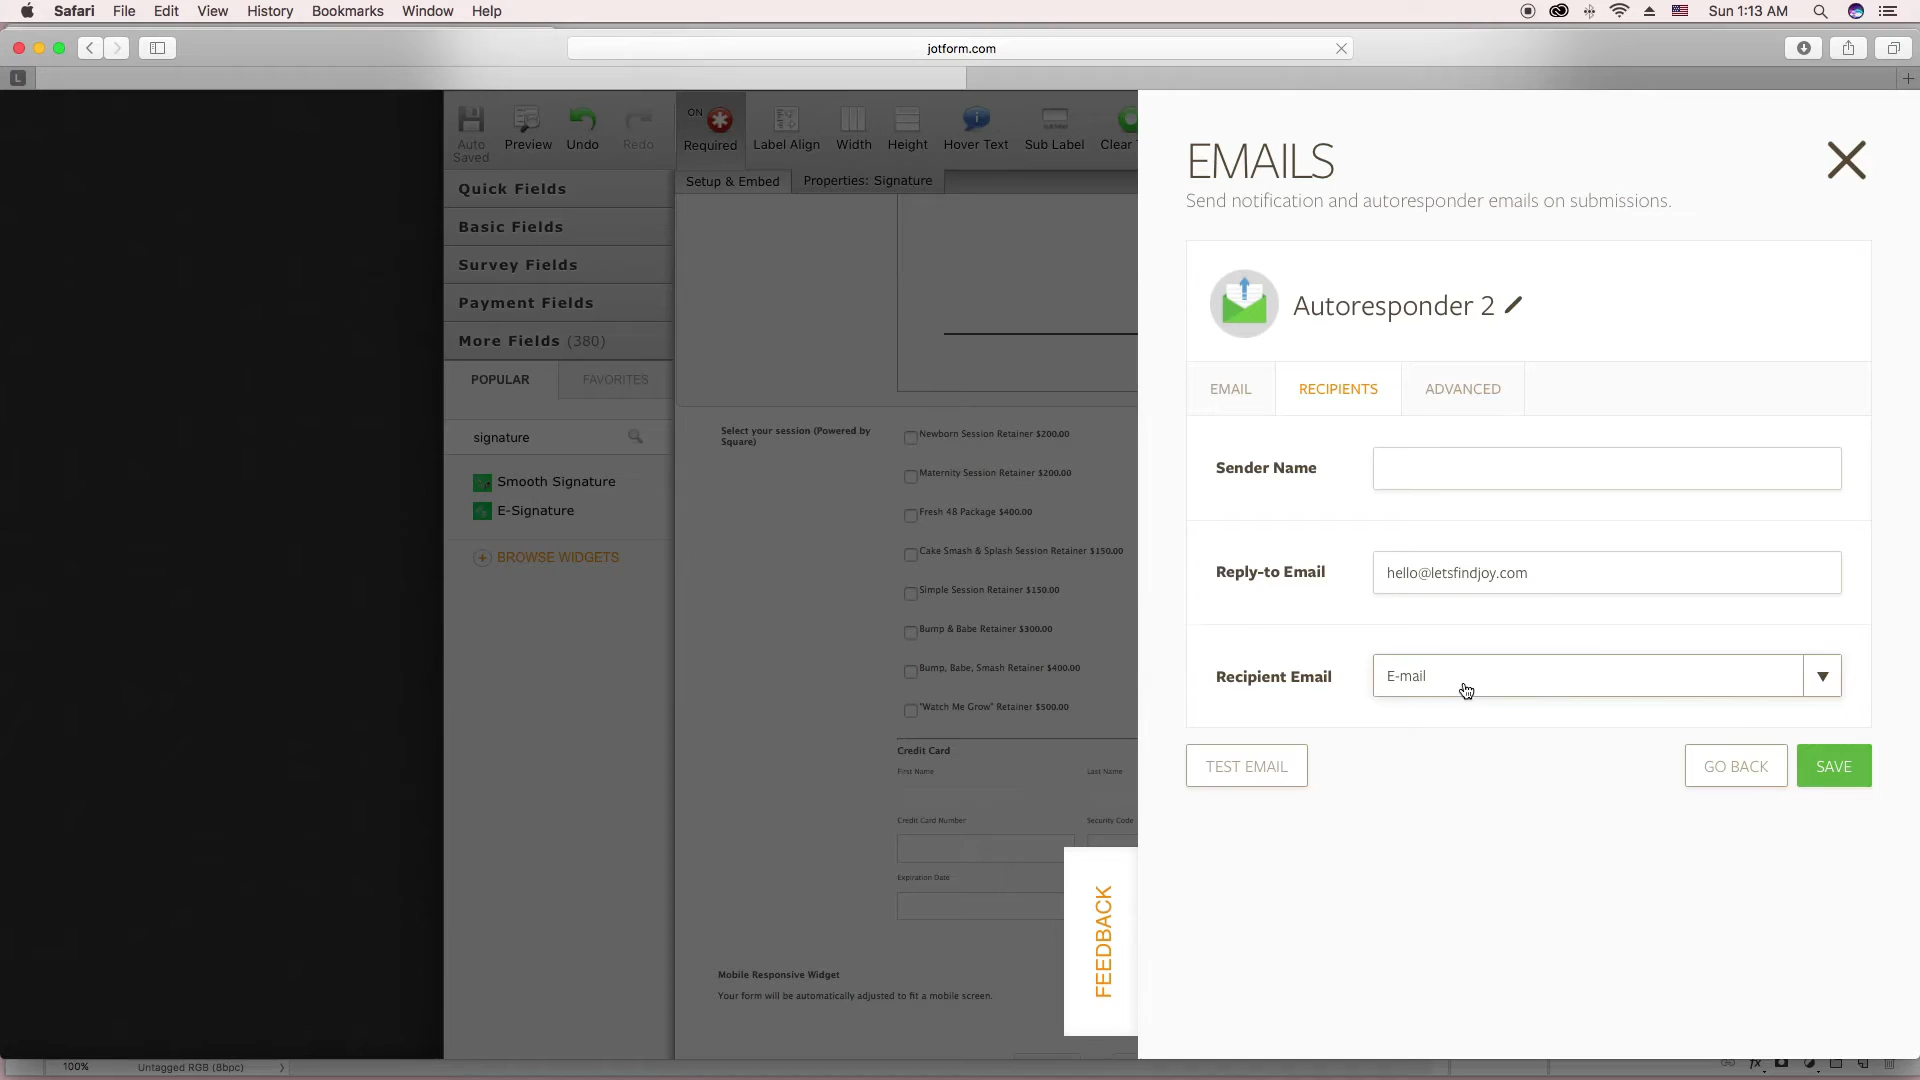 Safari File Edit View History Bookmarks Window Help Sun 1:13 AM
jotform.com
L
Auto Saved
Preview
Undo
Redo
ON
Required
Label Align
Width
Height
Hover Text
Sub Label
Clear
Quick Fields
Basic Fields
Survey Fields
Payment Fields
More Fields (380)
POPULAR FAVORITES
signature
Smooth Signature
E-Signature
BROWSE WIDGETS
Setup & Embed Properties: Signature
Select your session (Powered by
Square)
Newborn Session Retainer $200.00
Maternity Session Retainer $200.00
Fresh 48 Package $400.00
Cake Smash & Splash Session Retainer $150.00
Simple Session Retainer $150.00
Bump & Babe Retainer $300.00
Bump, Babe, Smash Retainer $400.00
"Watch Me Grow" Retainer $500.00
Credit Card
First Name Last Name
Credit Card Number Security Code
Expiration Date
Mobile Responsive Widget
Your form will be automatically adjusted to fit a mobile screen.
FEEDBACK
EMAILS
Send notification and autoresponder emails on submissions.
Autoresponder 2
EMAIL RECIPIENTS ADVANCED
Sender Name
Reply-to Email hello@letsfindjoy.com
Recipient Email E-mail
TEST EMAIL GO BACK SAVE
100% Untagged RGB (8bpc)
fx